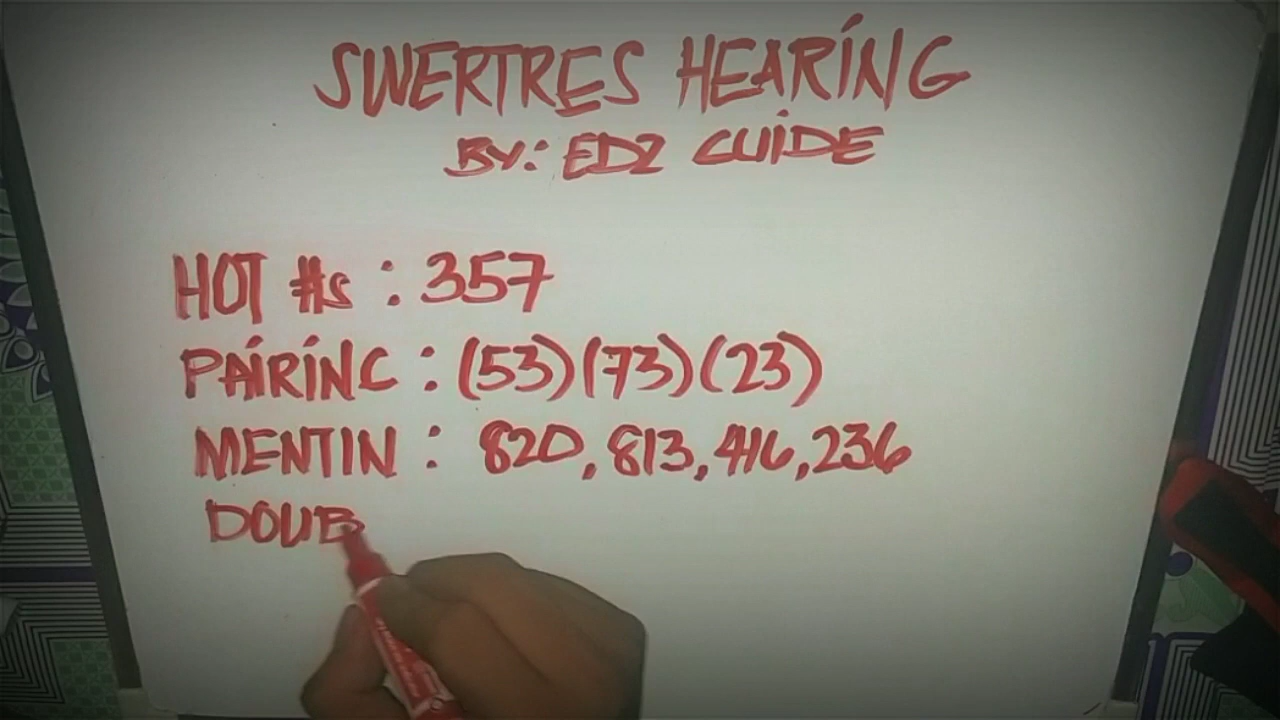 SWERTRES HEARING
BY: EDZ GUIDE
HOT #s : 357
PAIRING : (53)(73)(23)
MENTIN : 820, 813, 416, 236
DOUB